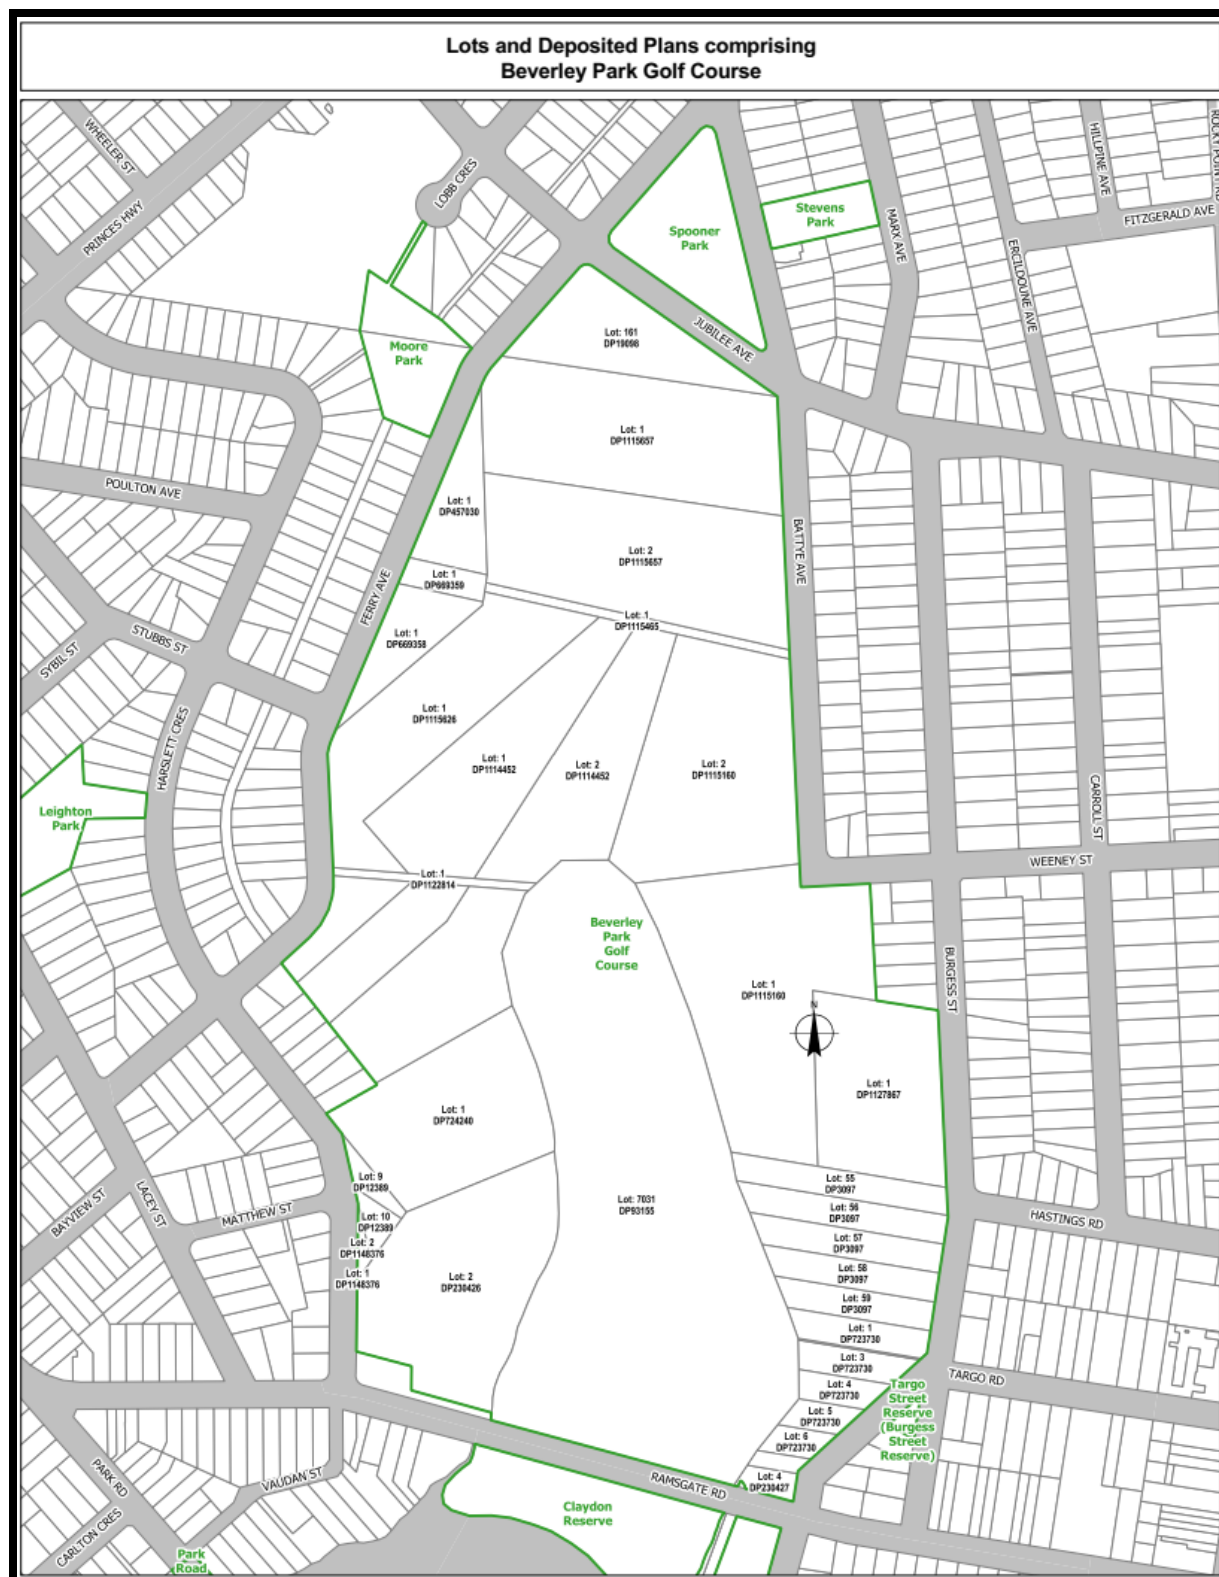 Lots and Deposited Plans comprising
Beverley Park Golf Course
WHEELER ST
PRINCES HWY
LOBB CRES
Spooner
Park
Stevens
Park
MARX AVE
ERCILDOUNE AVE
HILLPINE AVE
FITZGERALD AVE
JUBILEE AVE
Moore
Park
Lot: 161
DP19098
Lot: 1
DP1115657
POULTON AVE
Lot: 1
DP457030
BATTYE AVE
Lot: 2
DP1115657
Lot: 1
DP669359
FERRY AVE
Lot: 1
DP1115465
Lot: 1
DP669358
STUBBS ST
SYBIL ST
Lot: 1
DP1115626
HARSLETT CRES
Lot: 1
DP1114452
Lot: 2
DP1114452
Lot: 2
DP1115160
Leighton
Park
CARROLL ST
WEENEY ST
Lot: 1
DP1122814
Beverley
Park
Golf
Course
BURGESS ST
Lot: 1
DP1115160
N
Lot: 1
DP1127867
Lot: 1
DP724240
Lot: 9
DP12389
Lot: 55
DP3097
Lot: 7031
DP93155
Lot: 56
DP3097
LACEY ST
BAYVIEW ST
MATTHEW ST
Lot: 10
DP12389
HASTINGS RD
Lot: 57
DP3097
Lot: 2
DP1148376
Lot: 58
DP3097
Lot: 1
DP1148376
Lot: 2
DP230426
Lot: 59
DP3097
Lot: 1
DP723730
Lot: 3
DP723730
TARGO RD
Lot: 4
DP723730
Targo
Street
Reserve
(Burgess
Street
Reserve)
Lot: 5
DP723730
Lot: 6
DP723730
Lot: 4
DP230427
RAMSGATE RD
PARK RD
VAUDAN ST
CARLTON CRES
Claydon
Reserve
Park
Road